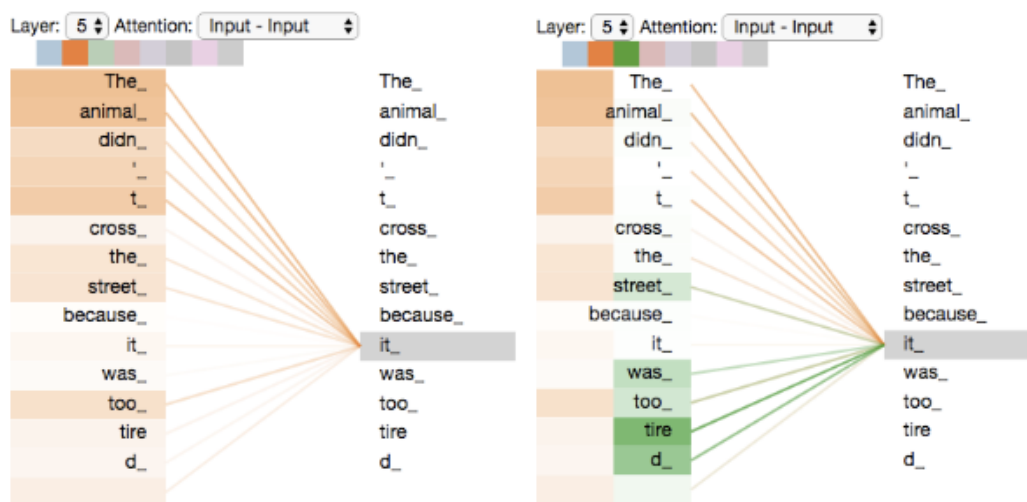 Layer: 5 Attention: Input - Input
The_ The_
animal_ animal_
didn_ didn_
'_ '_
t_ t_
cross_ cross_
the_ the_
street_ street_
because_ because_
it_ it_
was_ was_
too_ too_
tire tire
d_ d_
Layer: 5 Attention: Input - Input
The_ The_
animal_ animal_
didn_ didn_
'_ '_
t_ t_
cross_ cross_
the_ the_
street_ street_
because_ because_
it_ it_
was_ was_
too_ too_
tire tire
d_ d_